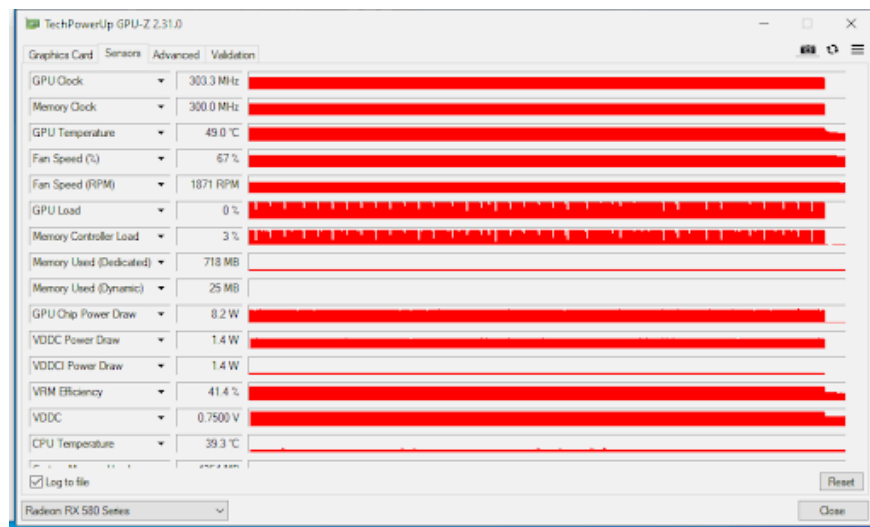 TechPowerUp GPU-Z 2.31.0
Graphics Card Sensors Advanced Validation
GPU Clock 303.3 MHz
Memory Clock 300.0 MHz
GPU Temperature 49.0 °C
Fan Speed (%) 67 %
Fan Speed (RPM) 1871 RPM
GPU Load 0 %
Memory Controller Load 3 %
Memory Used (Dedicated) 718 MB
Memory Used (Dynamic) 25 MB
GPU Chip Power Draw 8.2 W
VDDC Power Draw 1.4 W
VDDCI Power Draw 1.4 W
VRM Efficiency 41.4 %
VDDC 0.7500 V
CPU Temperature 39.3 °C
Log to file
Reset
Radeon RX 580 Series
Close